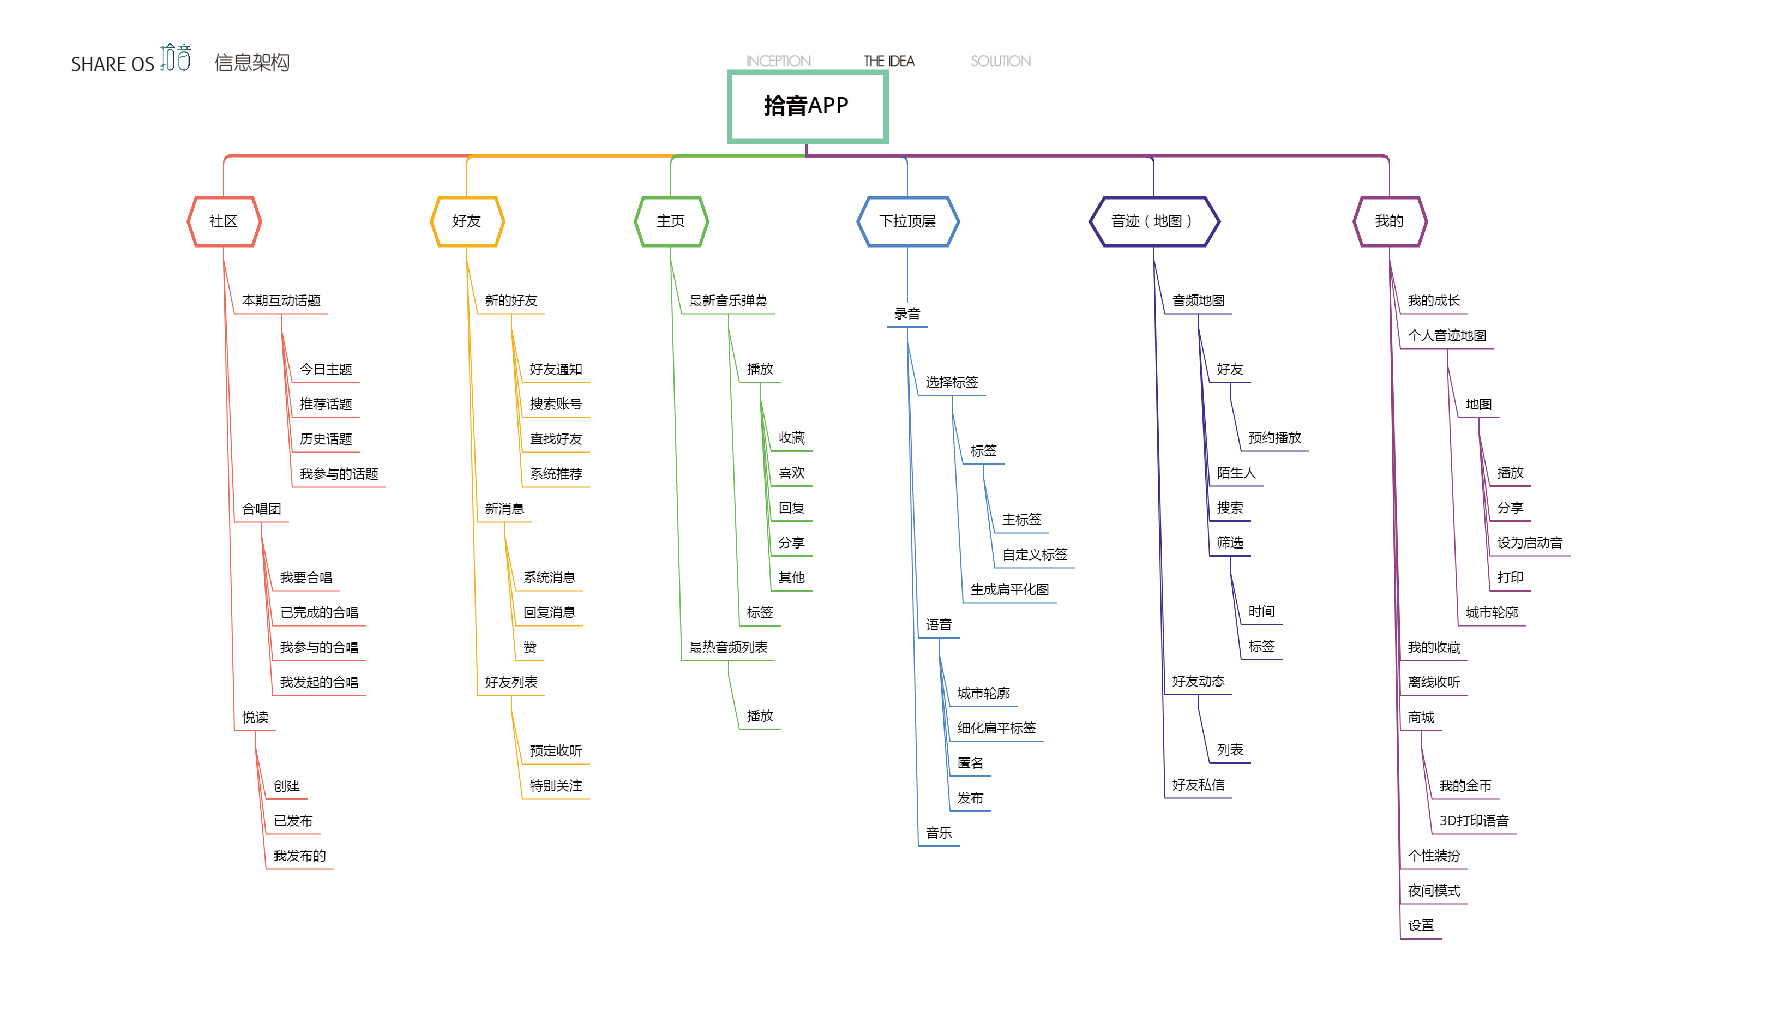 SHARE OS 拾音 信息架构
INCEPTION
THE IDEA
SOLUTION
拾音APP
社区
本期互动话题
今日主题
推荐话题
历史话题
我参与的话题
合唱团
我要合唱
已完成的合唱
我参与的合唱
我发起的合唱
悦读
创建
已发布
我发布的
好友
新的好友
好友通知
搜索账号
查找好友
系统推荐
新消息
系统消息
回复消息
赞
好友列表
预定收听
特别关注
主页
最新音乐弹幕
播放
收藏
喜欢
回复
分享
其他
标签
最热音频列表
播放
下拉顶层
录音
选择标签
标签
主标签
自定义标签
生成扁平化图
语音
城市轮廓
细化扁平标签
匿名
发布
音乐
音迹（地图）
音频地图
好友
预约播放
陌生人
搜索
筛选
时间
标签
好友动态
列表
好友私信
我的
我的成长
个人音迹地图
地图
播放
分享
设为启动音
打印
城市轮廓
我的收藏
离线收听
商城
我的金币
3D打印语音
个性装扮
夜间模式
设置